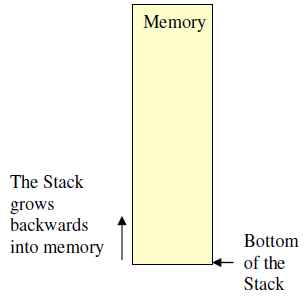 Memory
The Stack
grows
backwards
into memory
Bottom
of the
Stack